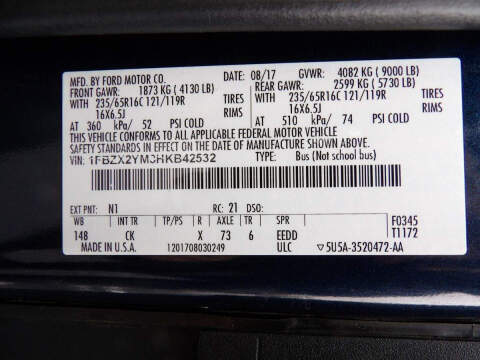 MFD. BY FORD MOTOR CO. DATE 08/17 GVWR: 4082 KG ( 9000 LB)
FRONT GAWR: 1873 KG ( 4130 LB) REAR GAWR: 2599 KG ( 5730 LB)
WITH WITH
235/65R16C 121/119R TIRES 235/65R16C 121/119R TIRES
16X6.5J RIMS 16X6.5J RIMS
AT 360 kPa/ 52 PSI COLD AT 510 kPa/ 74 PSI COLD
THIS VEHICLE CONFORMS TO ALL APPLICABLE FEDERAL MOTOR VEHICLE
SAFETY STANDARDS IN EFFECT ON THE DATE OF MANUFACTURE SHOWN ABOVE.
VIN: 1FBZX2YM3HKB42532 TYPE: Bus (Not school bus)
EXT PNT: N1 RC: 21 DSO:
WB INT TR TP/PS R AXLE TR SPR F0345
148 CK X 73 6 EEDD T1172
MADE IN U.S.A. 1201708030249 ULC 5U5A-3520472-AA